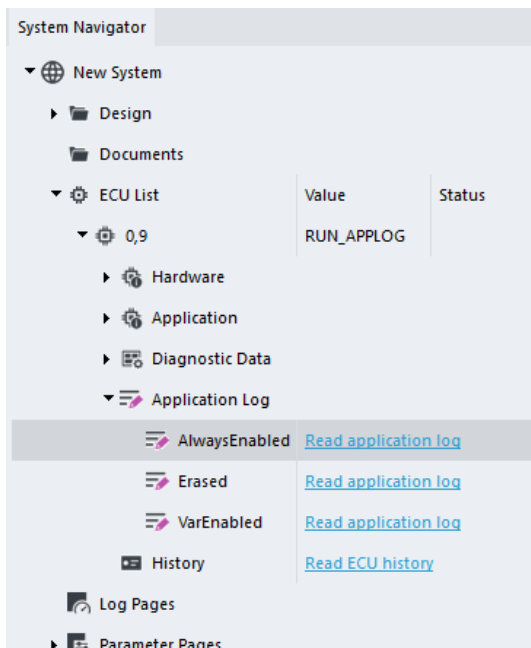 System Navigator
New System
Design
Documents
ECU List Value Status
0,9 RUN_APPLOG
Hardware
Application
Diagnostic Data
Application Log
AlwaysEnabled Read application log
Erased Read application log
VarEnabled Read application log
History Read ECU history
Log Pages
Parameter Pages